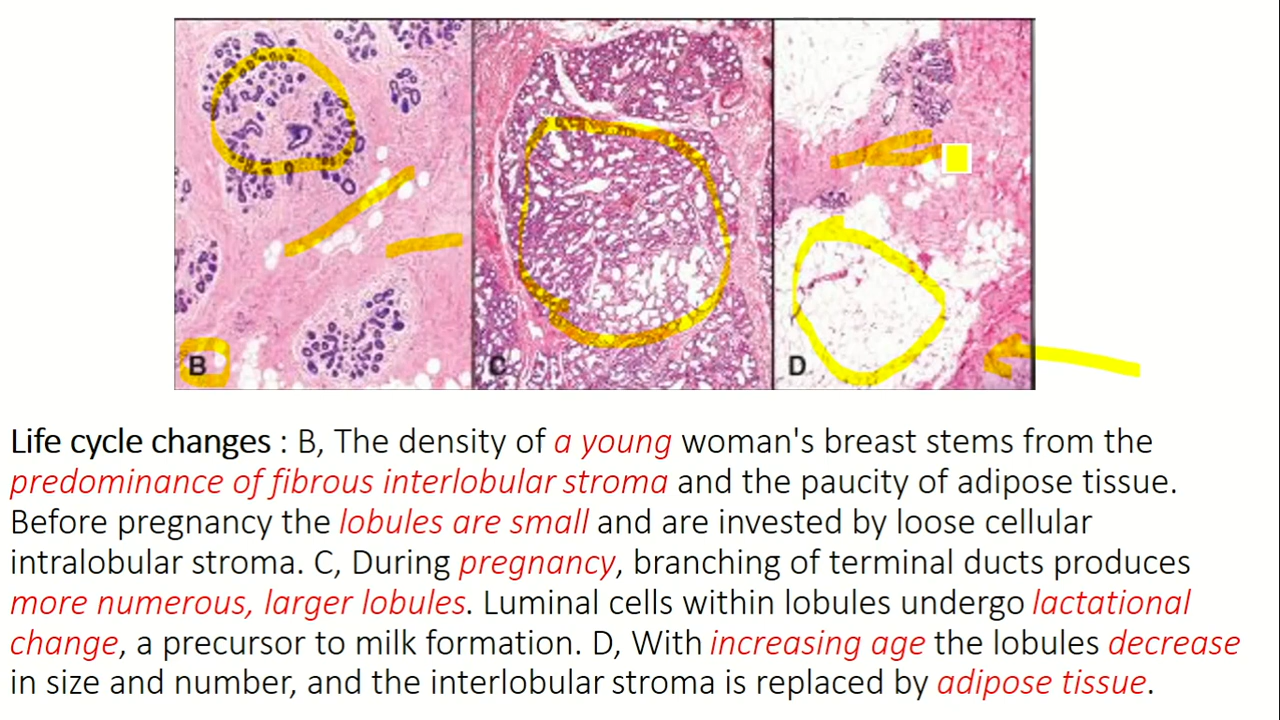 B
C
D
Life cycle changes : B, The density of a young woman's breast stems from the
predominance of fibrous interlobular stroma and the paucity of adipose tissue.
Before pregnancy the lobules are small and are invested by loose cellular
intralobular stroma. C, During pregnancy, branching of terminal ducts produces
more numerous, larger lobules. Luminal cells within lobules undergo lactational
change, a precursor to milk formation. D, With increasing age the lobules decrease
in size and number, and the interlobular stroma is replaced by adipose tissue.